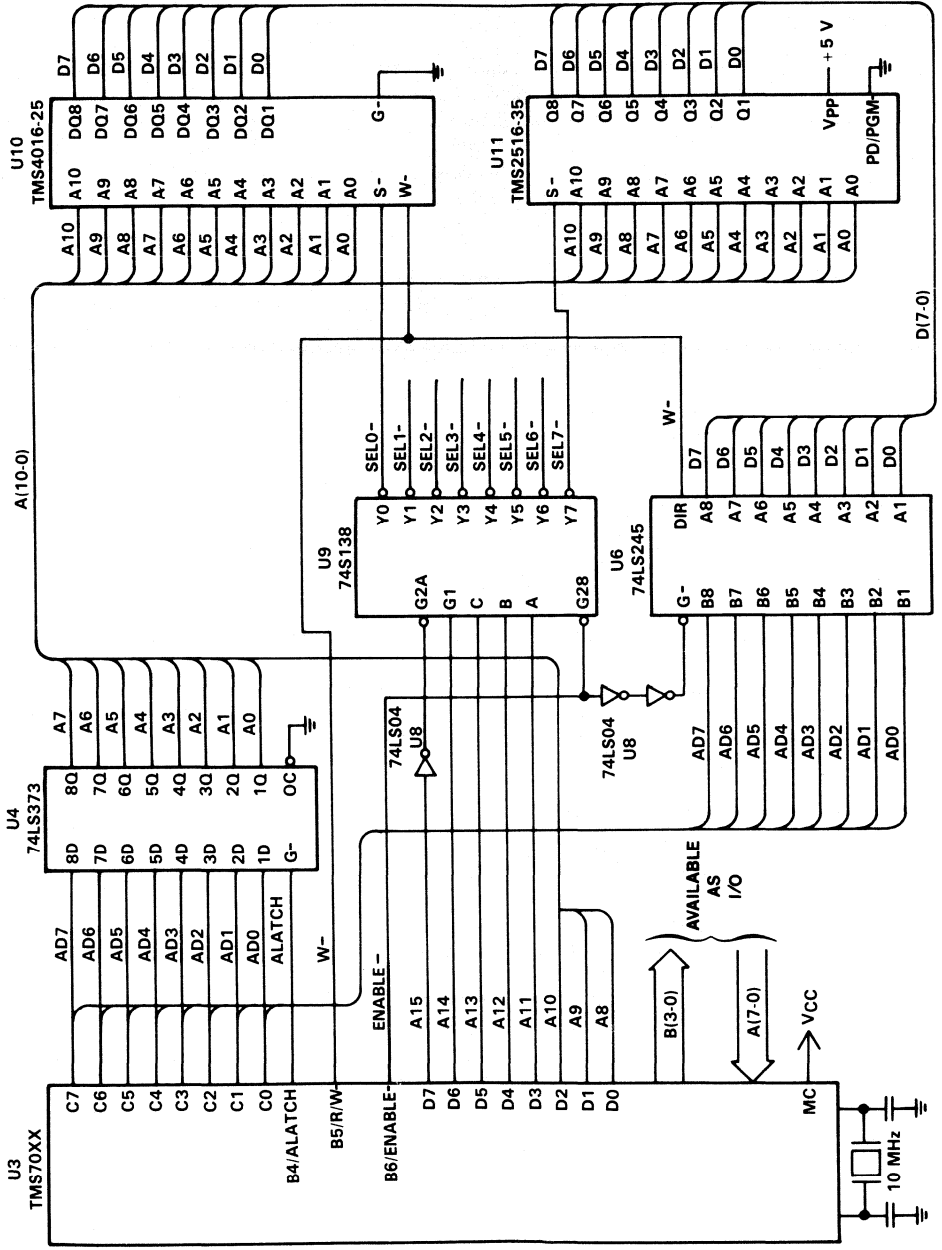 U3
TMS70XX
C7
C6
C5
C4
C3
C2
C1
C0
B4/ALATCH
B5/R/W-
B6/ENABLE-
D7
D6
D5
D4
D3
D2
D1
D0
MC
VCC
10 MHz
AD7
AD6
AD5
AD4
AD3
AD2
AD1
AD0
ALATCH
W-
ENABLE -
A15
A14
A13
A12
A11
A10
A9
A8
B(3-0)
A(7-0)
AVAILABLE
AS
I/O
U4
74LS373
8D
7D
6D
5D
4D
3D
2D
1D
G-
8Q
7Q
6Q
5Q
4Q
3Q
2Q
1Q
OC
A7
A6
A5
A4
A3
A2
A1
A0
74LS04
U8
74LS04
U8
AD7
AD6
AD5
AD4
AD3
AD2
AD1
AD0
U9
74S138
G2A
G1
C
B
A
G2B
Y0
Y1
Y2
Y3
Y4
Y5
Y6
Y7
SEL0-
SEL1-
SEL2-
SEL3-
SEL4-
SEL5-
SEL6-
SEL7-
U6
74LS245
G-
B8
B7
B6
B5
B4
B3
B2
B1
DIR
A8
A7
A6
A5
A4
A3
A2
A1
W-
D7
D6
D5
D4
D3
D2
D1
D0
A(10-0)
D(7-0)
A10
A9
A8
A7
A6
A5
A4
A3
A2
A1
A0
U10
TMS4016-25
A10
A9
A8
A7
A6
A5
A4
A3
A2
A1
A0
S-
W-
DQ8
DQ7
DQ6
DQ5
DQ4
DQ3
DQ2
DQ1
G-
D7
D6
D5
D4
D3
D2
D1
D0
A10
A9
A8
A7
A6
A5
A4
A3
A2
A1
A0
U11
TMS2516-35
S-
A10
A9
A8
A7
A6
A5
A4
A3
A2
A1
A0
Q8
Q7
Q6
Q5
Q4
Q3
Q2
Q1
VPP
PD/PGM-
D7
D6
D5
D4
D3
D2
D1
D0
+5 V